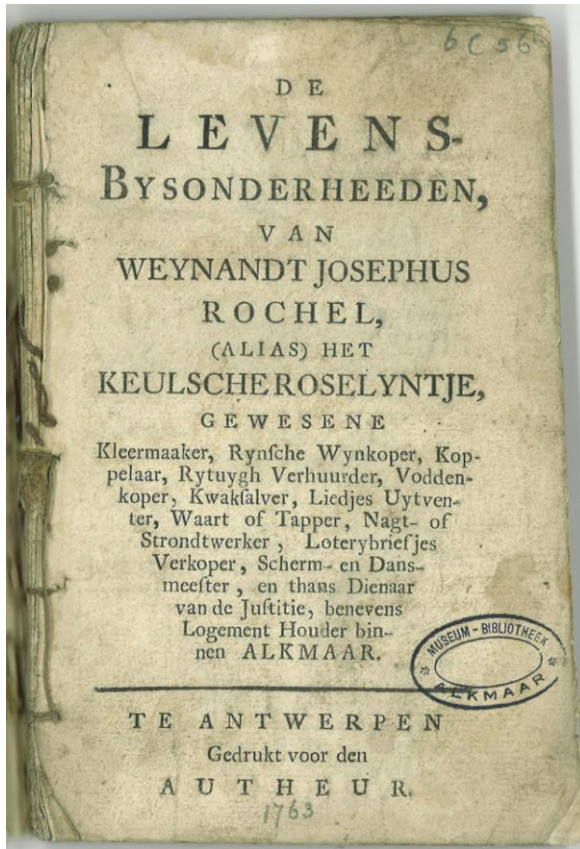 6 C 56 b
DE
LEVENS-
BYSONDERHEEDEN,
VAN
WEYNANDT JOSEPHUS
ROCHEL,
(ALIAS) HET
KEULSCHE ROSELYNTJE,
GEWESENE
Kleermaaker, Rynſche Wynkoper, Kop-
pelaar, Rytuygh Verhuurder, Vodden-
koper, Kwakſalver, Liedjes Uytven-
ter, Waart of Tapper, Nagt- of
Strondtwerker, Loterybriefjes
Verkoper, Scherm- en Dans-
meeſter, en thans Dienaar
van de Juſtitie, benevens
Logement Houder bin-
nen ALKMAAR.
MUSEUM-BIBLIOTHEEK
ALKMAAR
TE ANTWERPEN
Gedrukt voor den
AUTHEUR.
1763